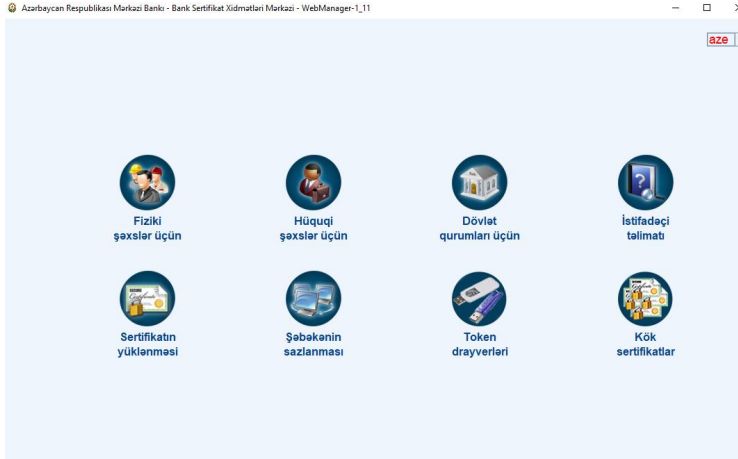 Azərbaycan Respublikası Mərkəzi Bankı - Bank Sertifikat Xidmətləri Mərkəzi - WebManager-1_11
aze
Fiziki
şəxslər üçün
Hüquqi
şəxslər üçün
Dövlət
qurumları üçün
İstifadəçi
təlimatı
Sertifikatın
yüklənməsi
Şəbəkənin
sazlanması
Token
drayverləri
Kök
sertifikatlar